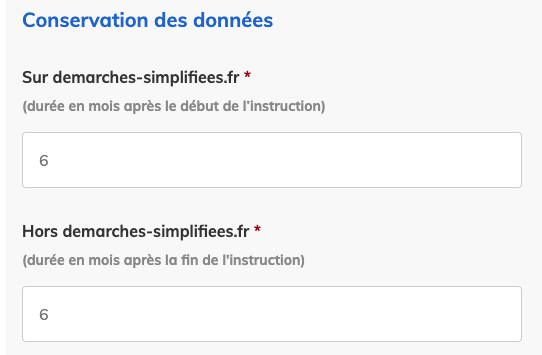 Conservation des données
Sur demarches-simplifiees.fr *
(durée en mois après le début de l'instruction)
6
Hors demarches-simplifiees.fr *
(durée en mois après la fin de l'instruction)
6